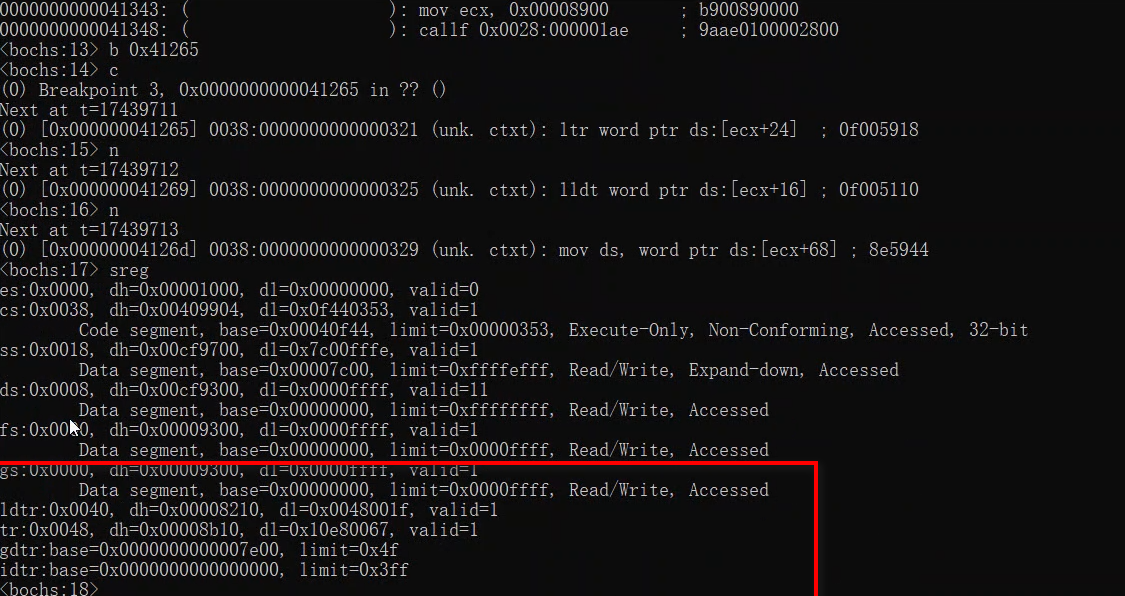 0000000000041343: (                    ): mov ecx, 0x00008900       ; b900890000
0000000000041348: (                    ): callf 0x0028:000001ae     ; 9aae0100002800
<bochs:13> b 0x41265
<bochs:14> c
(0) Breakpoint 3, 0x0000000000041265 in ?? ()
Next at t=17439711
(0) [0x000000041265] 0038:0000000000000321 (unk. ctxt): ltr word ptr ds:[ecx+24]  ; 0f005918
<bochs:15> n
Next at t=17439712
(0) [0x000000041269] 0038:0000000000000325 (unk. ctxt): lldt word ptr ds:[ecx+16] ; 0f005110
<bochs:16> n
Next at t=17439713
(0) [0x00000004126d] 0038:0000000000000329 (unk. ctxt): mov ds, word ptr ds:[ecx+68] ; 8e5944
<bochs:17> sreg
es:0x0000, dh=0x00001000, dl=0x00000000, valid=0
cs:0x0038, dh=0x00409904, dl=0x0f440353, valid=1
        Code segment, base=0x00040f44, limit=0x00000353, Execute-Only, Non-Conforming, Accessed, 32-bit
ss:0x0018, dh=0x00cf9700, dl=0x7c00fffe, valid=1
        Data segment, base=0x00007c00, limit=0xffffefff, Read/Write, Expand-down, Accessed
ds:0x0008, dh=0x00cf9300, dl=0x0000ffff, valid=11
        Data segment, base=0x00000000, limit=0xffffffff, Read/Write, Accessed
fs:0x0000, dh=0x00009300, dl=0x0000ffff, valid=1
        Data segment, base=0x00000000, limit=0x0000ffff, Read/Write, Accessed
gs:0x0000, dh=0x00009300, dl=0x0000ffff, valid=1
        Data segment, base=0x00000000, limit=0x0000ffff, Read/Write, Accessed
ldtr:0x0040, dh=0x00008210, dl=0x0048001f, valid=1
tr:0x0048, dh=0x00008b10, dl=0x10e80067, valid=1
gdtr:base=0x0000000000007e00, limit=0x4f
idtr:base=0x0000000000000000, limit=0x3ff
<bochs:18>